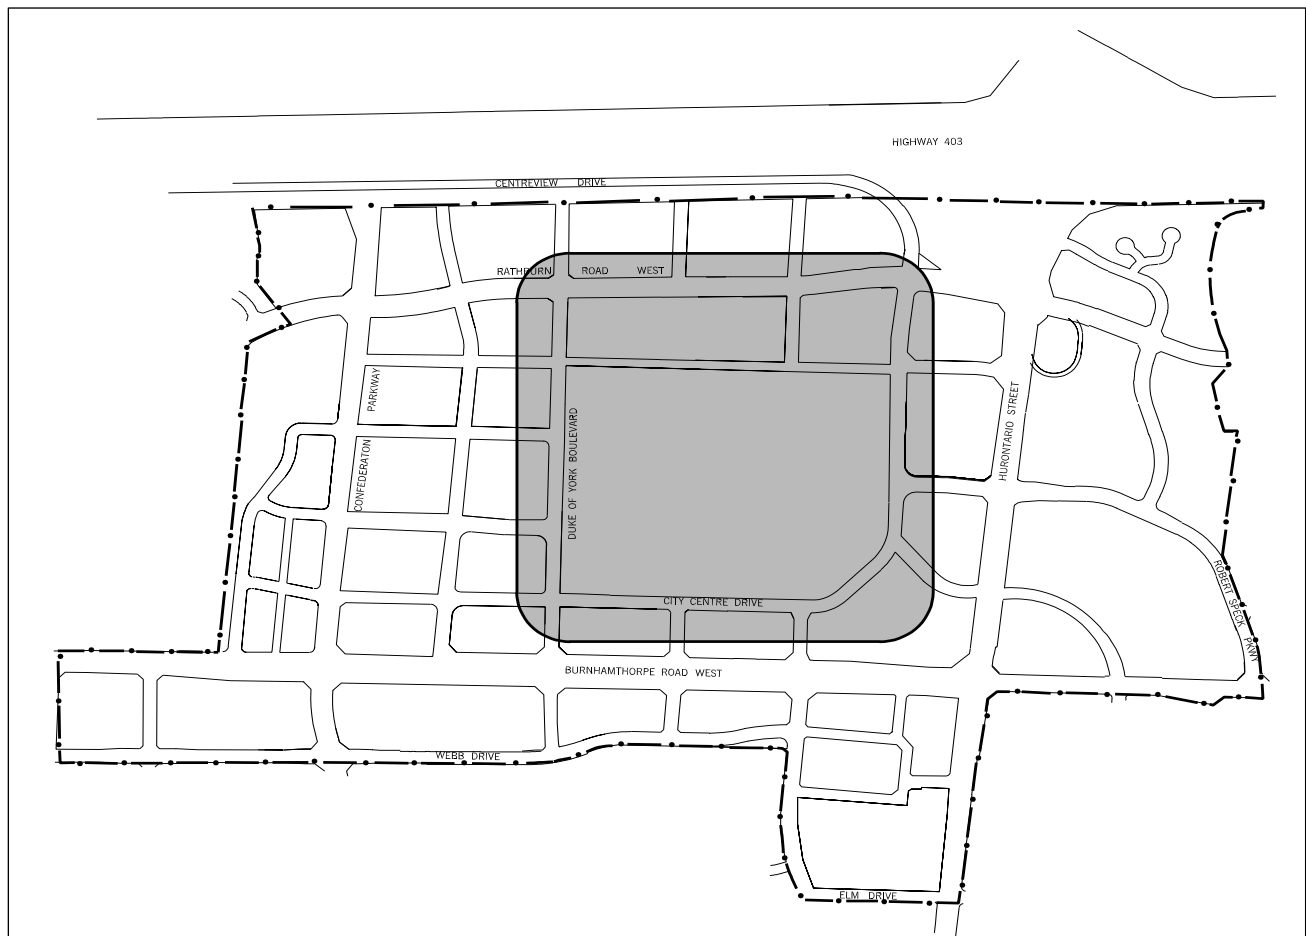 HIGHWAY 403
CENTREVIEW DRIVE
RATHBURN ROAD WEST
PARKWAY
CONFEDERATON
DUKE OF YORK BOULEVARD
HURONTARIO STREET
CITY CENTRE DRIVE
ROBERT SPECK PKWY
BURNHAMTHORPE ROAD WEST
WEBB DRIVE
ELM DRIVE